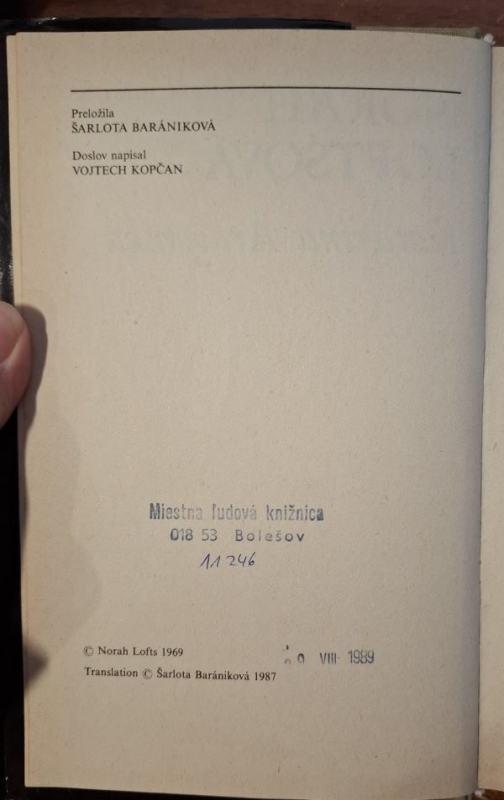 Preložila
ŠARLOTA BARÁNIKOVÁ
Doslov napísal
VOJTECH KOPČAN
Miestna ľudová knižnica
018 53 Bolešov
11 246
© Norah Lofts 1969
VIII 1989
Translation © Šarlota Barániková 1987